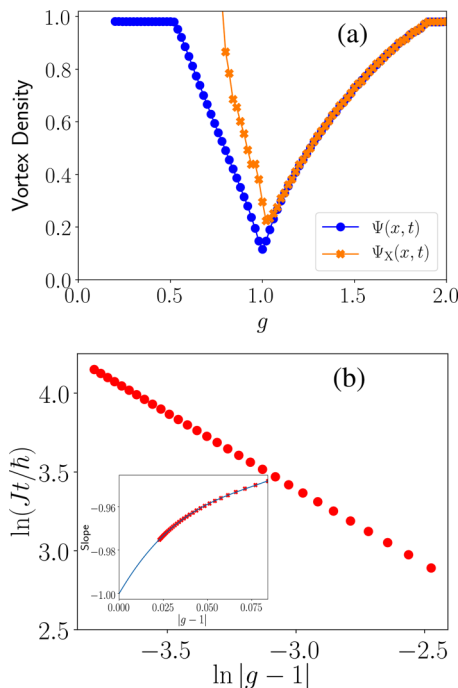 1.0
0.8
0.6
0.4
0.2
0.0
Vortex Density
(a)
Ψ(x, t)
Ψ_X(x, t)
0.0 0.5 1.0 1.5 2.0
g
(b)
4.0
3.5
3.0
2.5
ln(Jt/ħ)
−0.96
−0.98
−1.00
Slope
0.000 0.025 0.050 0.075
|g − 1|
−3.5 −3.0 −2.5
ln |g − 1|